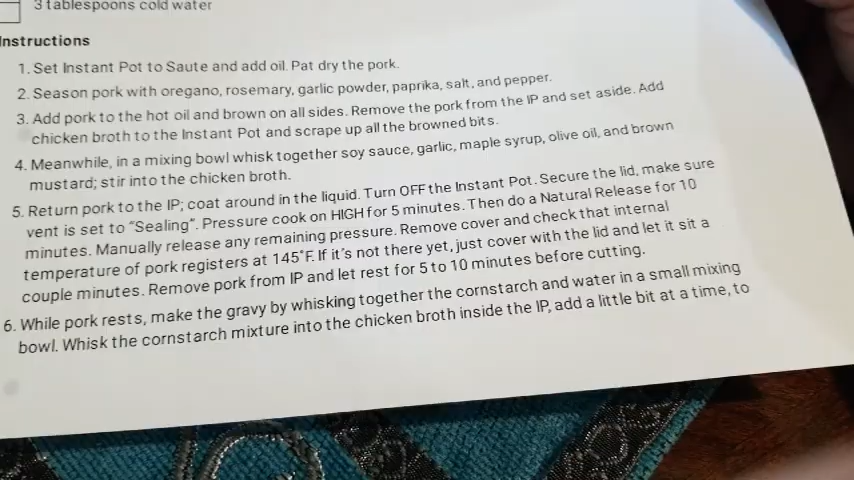 3 tablespoons cold water
Instructions
1. Set Instant Pot to Saute and add oil. Pat dry the pork.
2. Season pork with oregano, rosemary, garlic powder, paprika, salt, and pepper.
3. Add pork to the hot oil and brown on all sides. Remove the pork from the IP and set aside. Add
chicken broth to the Instant Pot and scrape up all the browned bits.
4. Meanwhile, in a mixing bowl whisk together soy sauce, garlic, maple syrup, olive oil, and brown
mustard; stir into the chicken broth.
5. Return pork to the IP; coat around in the liquid. Turn OFF the Instant Pot. Secure the lid, make sure
vent is set to “Sealing”. Pressure cook on HIGH for 5 minutes. Then do a Natural Release for 10
minutes. Manually release any remaining pressure. Remove cover and check that internal
temperature of pork registers at 145˚F. If it’s not there yet, just cover with the lid and let it sit a
couple minutes. Remove pork from IP and let rest for 5 to 10 minutes before cutting.
6. While pork rests, make the gravy by whisking together the cornstarch and water in a small mixing
bowl. Whisk the cornstarch mixture into the chicken broth inside the IP, add a little bit at a time, to